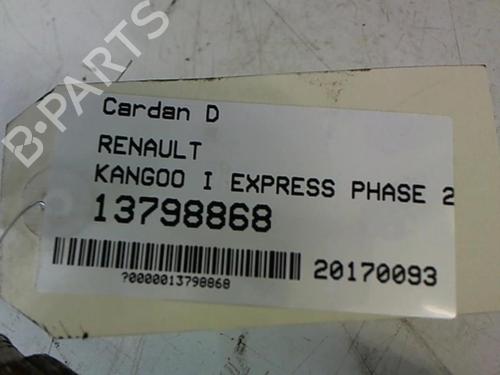 B-PARTS
Cardan D
RENAULT
KANGOO I EXPRESS PHASE 2
13798868
20170093
?0000013798868